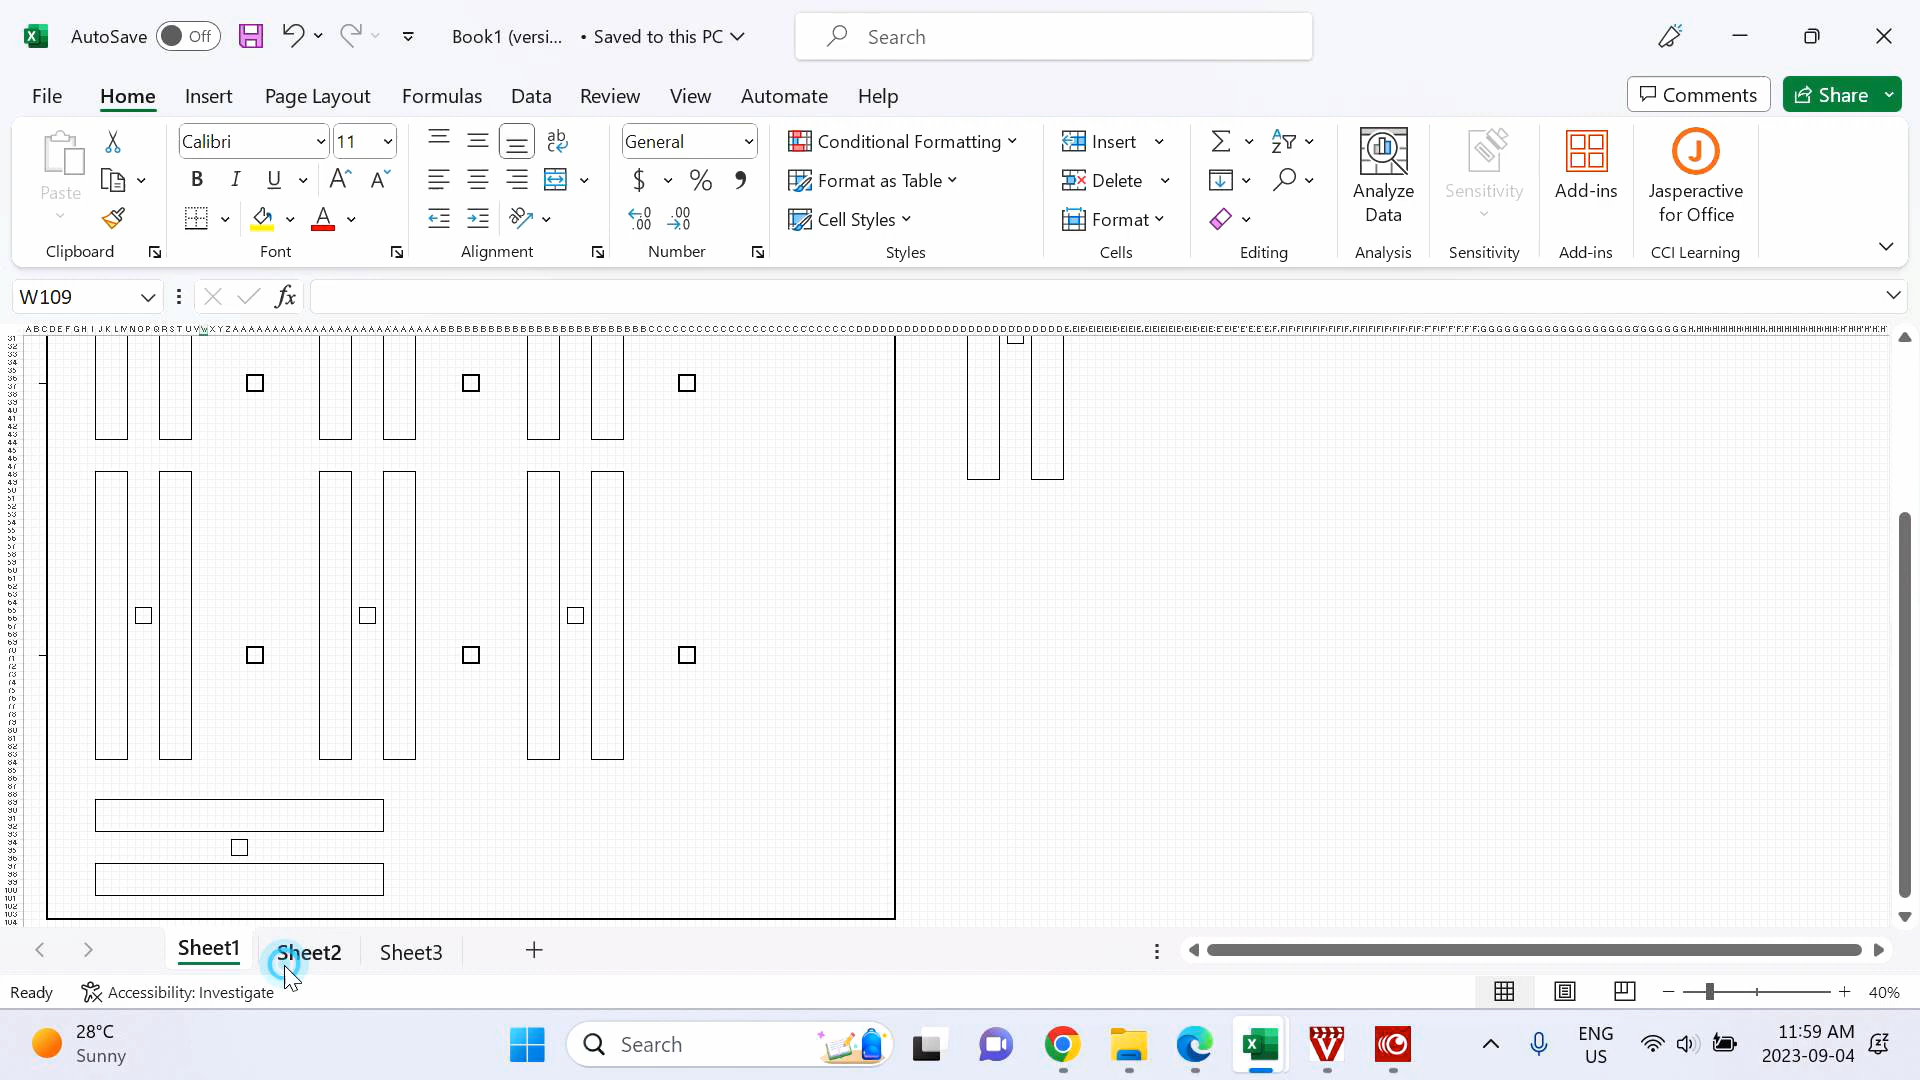 AutoSave Off Book1 (versi... • Saved to this PC Search
File Home Insert Page Layout Formulas Data Review View Automate Help Comments Share
Calibri 11 General Conditional Formatting Insert
Paste B I U $ % Format as Table Delete Analyze Data Sensitivity Add-ins Jasperactive for Office
Cell Styles Format
Clipboard Font Alignment Number Styles Cells Editing Analysis Sensitivity Add-ins CCI Learning
W109 fx
Sheet1 Sheet2 Sheet3
Ready Accessibility: Investigate 40%
28°C
Sunny
Search
ENG
US
11:59 AM
2023-09-04